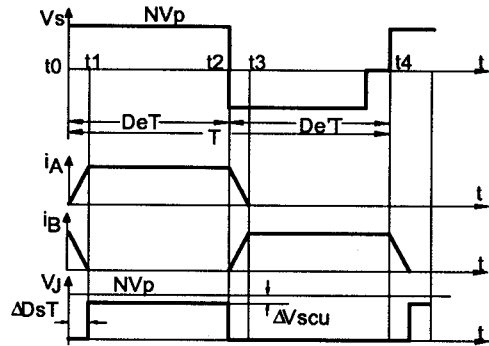 Vs NVp
t0 t1 t2 t3 t4 t
DeT De'T
T
iA
t
iB
t
VJ NVp
ΔDsT ΔVscu
t